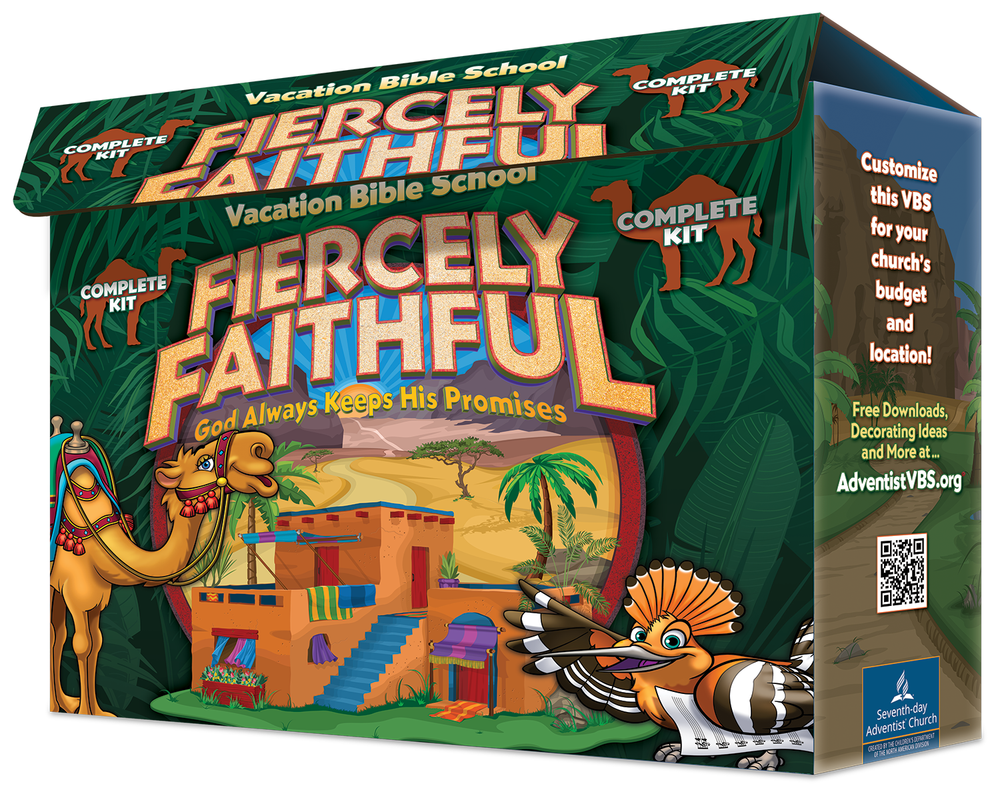 Vacation Bible School
FIERCELY
FAITHFUL
COMPLETE
KIT
COMPLETE
KIT
Vacation Bible School
FIERCELY
FAITHFUL
God Always Keeps His Promises
COMPLETE
KIT
COMPLETE
KIT
Customize
this VBS
for your
church's
budget
and
location!
Free Downloads,
Decorating Ideas
and More at...
AdventistVBS.org
Seventh-day
Adventist® Church
CREATED BY THE CHILDREN'S DEPARTMENT
OF THE NORTH AMERICAN DIVISION